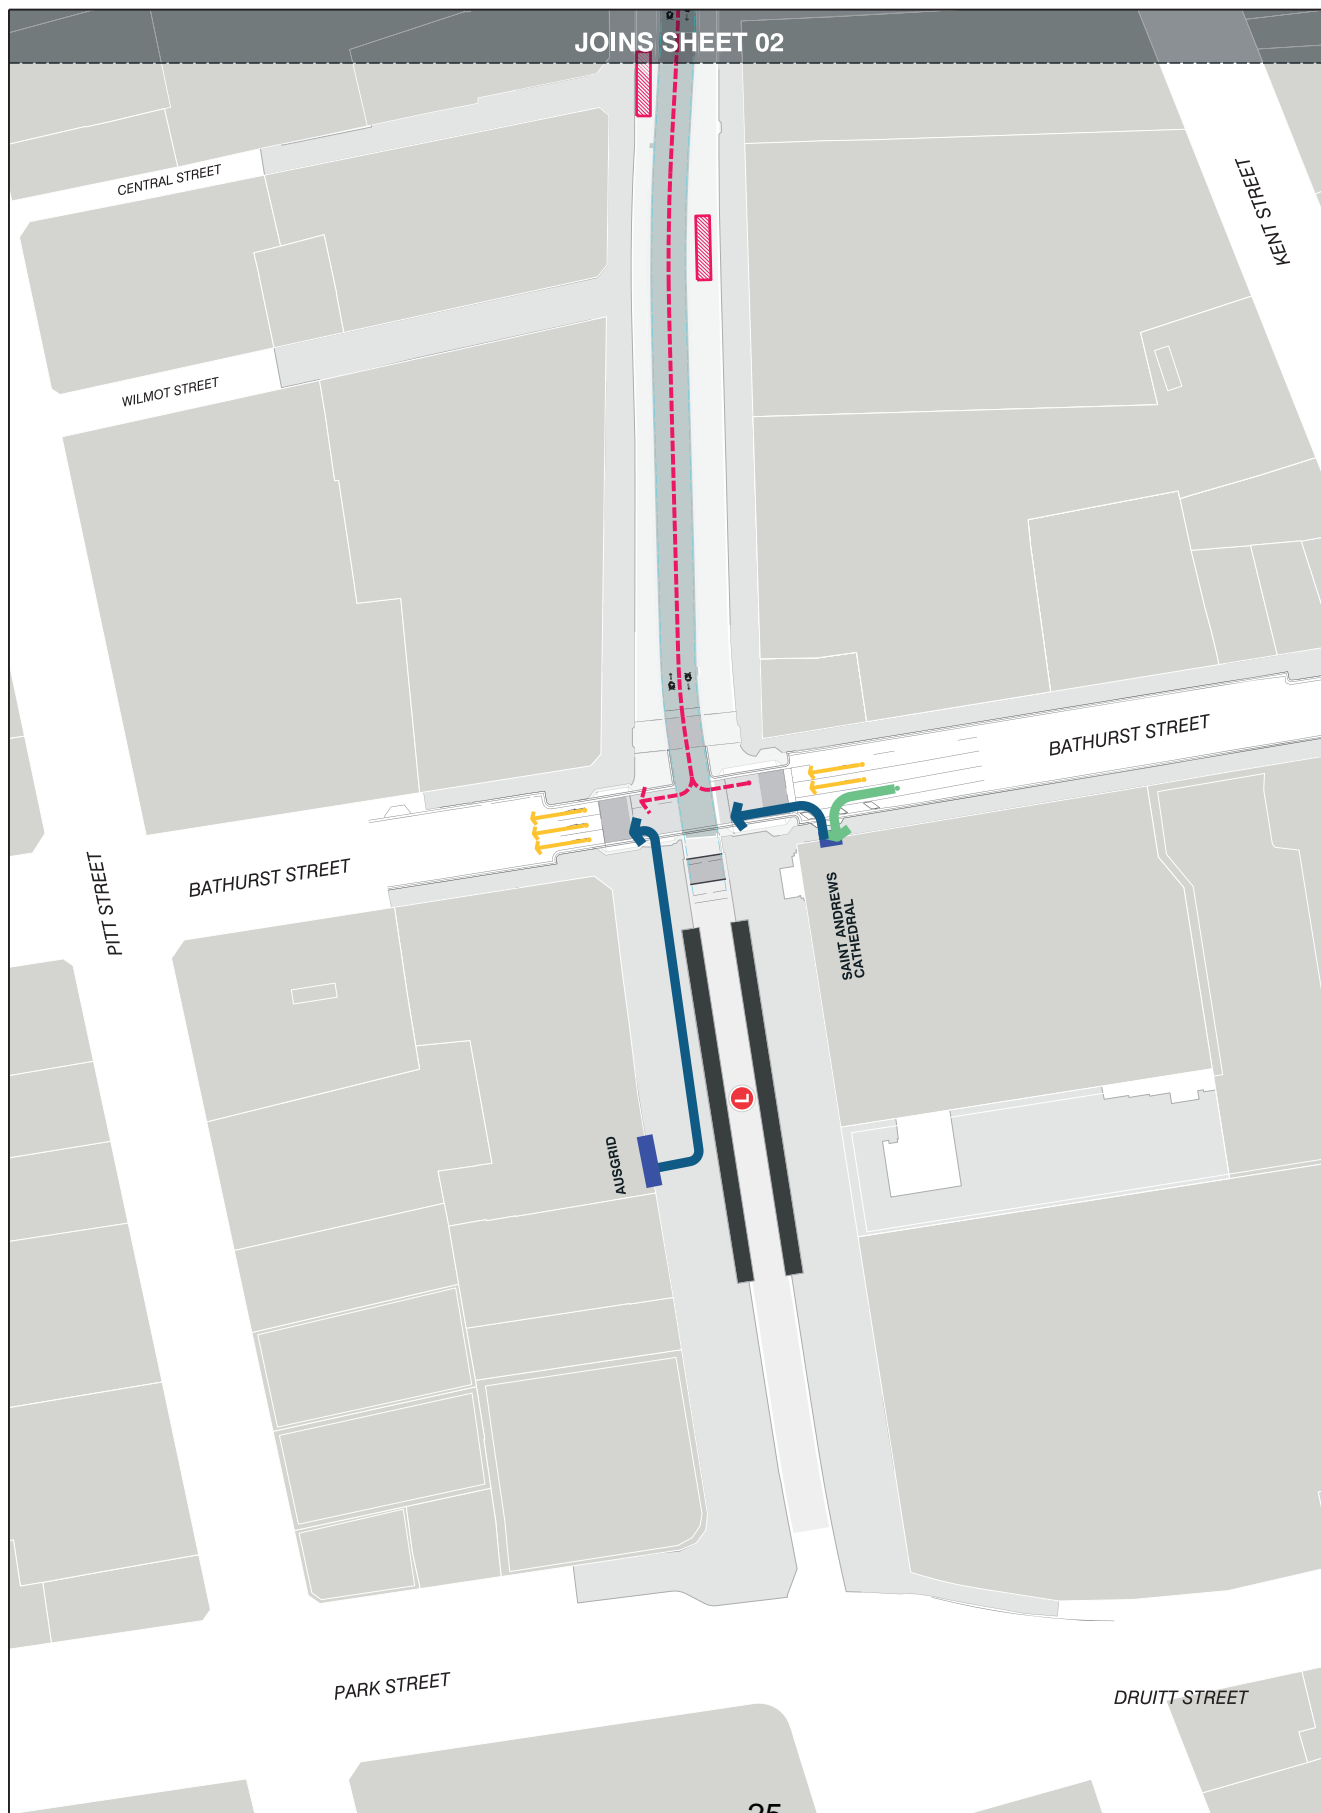 JOINS SHEET 02
CENTRAL STREET
KENT STREET
WILMOT STREET
BATHURST STREET
BATHURST STREET
PITT STREET
SAINT ANDREWS
CATHEDRAL
L
AUSGRID
PARK STREET
DRUITT STREET